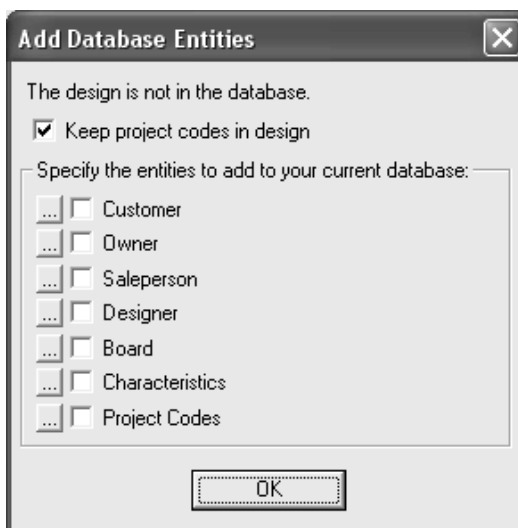 Add Database Entities
The design is not in the database.
Keep project codes in design
Specify the entities to add to your current database:
... Customer
... Owner
... Saleperson
... Designer
... Board
... Characteristics
... Project Codes
OK